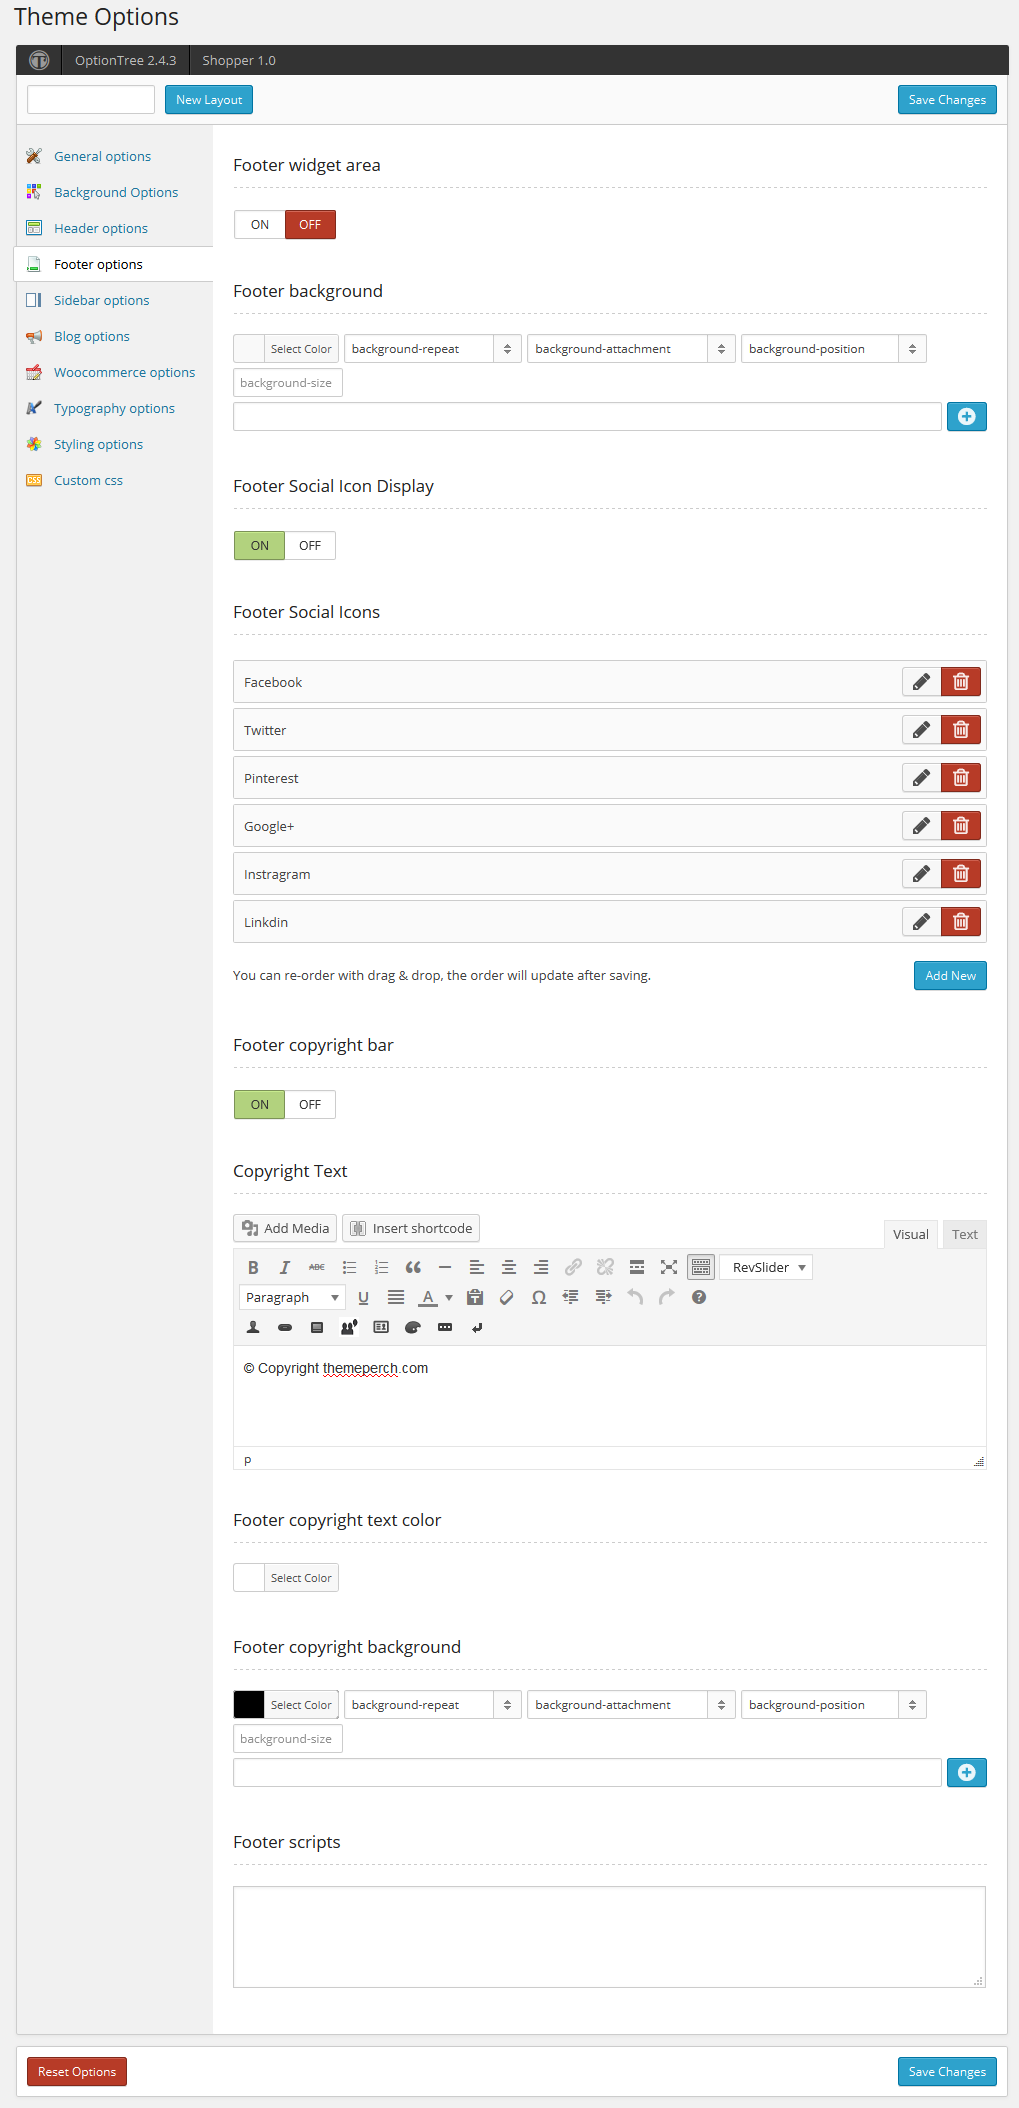 Theme Options
OptionTree 2.4.3 Shopper 1.0
New Layout Save Changes
General options
Background Options
Header options
Footer options
Sidebar options
Blog options
Woocommerce options
Typography options
Styling options
CSS Custom css
Footer widget area
ON OFF
Footer background
Select Color background-repeat background-attachment background-position
background-size
Footer Social Icon Display
ON OFF
Footer Social Icons
Facebook
Twitter
Pinterest
Google+
Instragram
Linkdin
You can re-order with drag & drop, the order will update after saving. Add New
Footer copyright bar
ON OFF
Copyright Text
Add Media Insert shortcode Visual Text
B I ABC RevSlider
Paragraph U A Ω
© Copyright themeperch.com
p
Footer copyright text color
Select Color
Footer copyright background
Select Color background-repeat background-attachment background-position
background-size
Footer scripts
Reset Options Save Changes